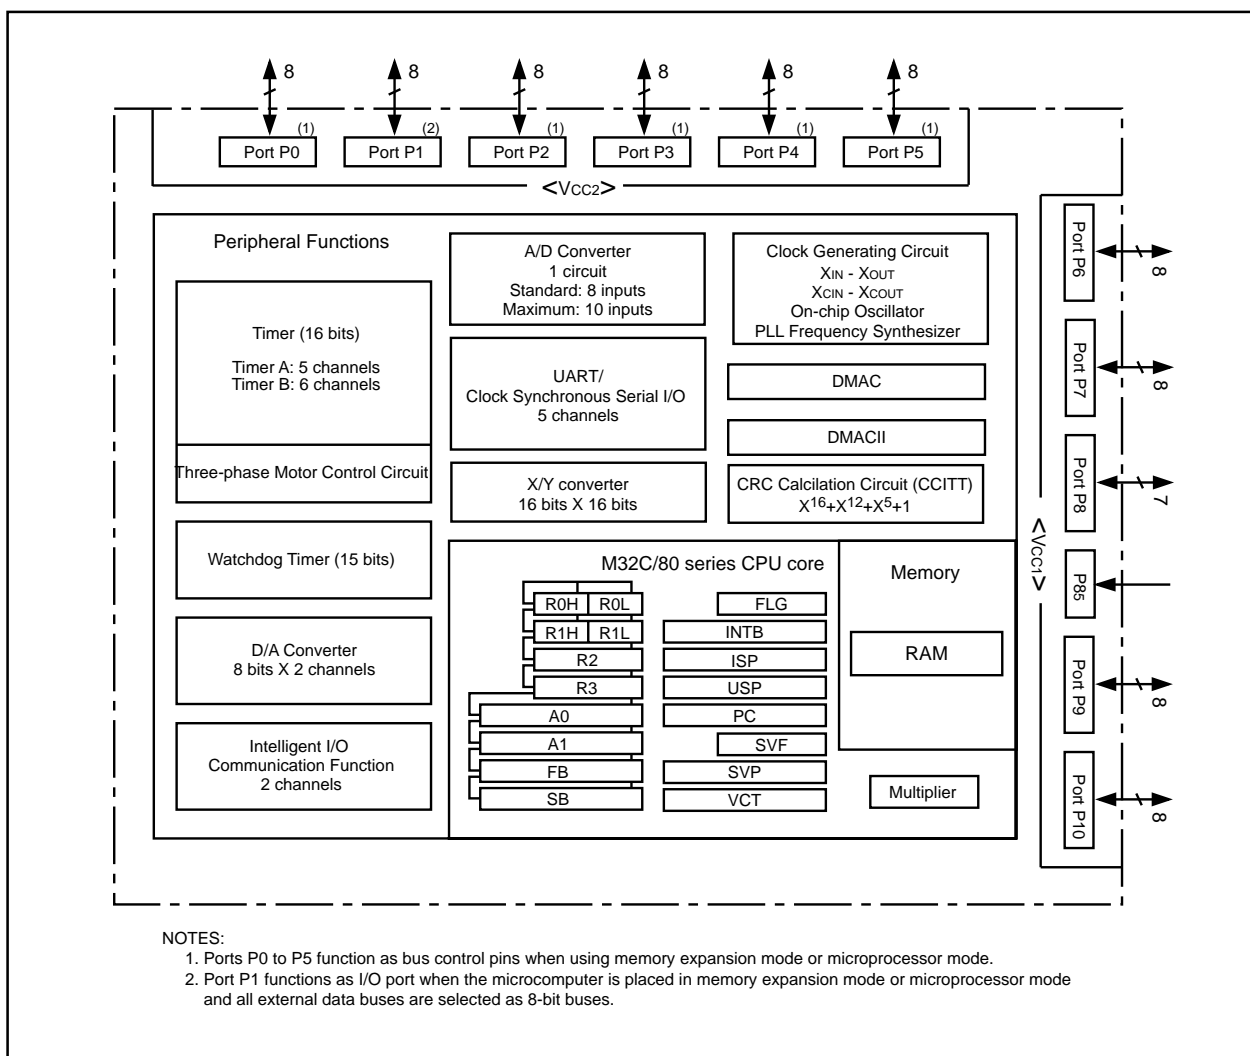 8
8
8
8
8
8
(1)
(2)
(1)
(1)
(1)
(1)
Port P0
Port P1
Port P2
Port P3
Port P4
Port P5
<VCC2>
Peripheral Functions
Timer (16 bits)
Timer A: 5 channels
Timer B: 6 channels
Three-phase Motor Control Circuit
Watchdog Timer (15 bits)
D/A Converter
8 bits X 2 channels
Intelligent I/O
Communication Function
2 channels
A/D Converter
1 circuit
Standard: 8 inputs
Maximum: 10 inputs
UART/
Clock Synchronous Serial I/O
5 channels
X/Y converter
16 bits X 16 bits
Clock Generating Circuit
XIN - XOUT
XCIN - XCOUT
On-chip Oscillator
PLL Frequency Synthesizer
DMAC
DMACII
CRC Calcilation Circuit (CCITT)
X16+X12+X5+1
M32C/80 series CPU core
R0H
R0L
R1H
R1L
R2
R3
A0
A1
FB
SB
FLG
INTB
ISP
USP
PC
SVF
SVP
VCT
Memory
RAM
Multiplier
<VCC1>
Port P6
8
Port P7
8
Port P8
7
P85
Port P9
8
Port P10
8
NOTES:
1. Ports P0 to P5 function as bus control pins when using memory expansion mode or microprocessor mode.
2. Port P1 functions as I/O port when the microcomputer is placed in memory expansion mode or microprocessor mode
and all external data buses are selected as 8-bit buses.